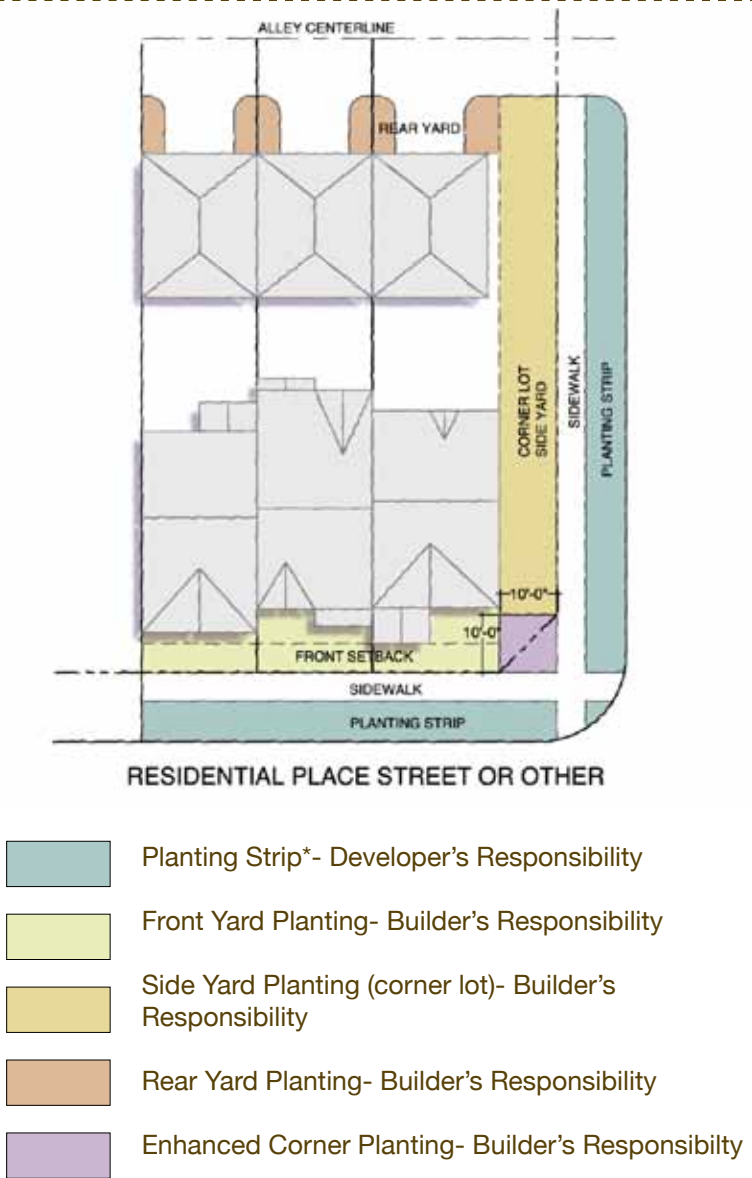 ALLEY CENTERLINE
REAR YARD
CORNER LOT
SIDE YARD
SIDEWALK
PLANTING STRIP
10'-0"
10'-0"
FRONT SETBACK
SIDEWALK
PLANTING STRIP
RESIDENTIAL PLACE STREET OR OTHER
Planting Strip*- Developer's Responsibility
Front Yard Planting- Builder's Responsibility
Side Yard Planting (corner lot)- Builder's
Responsibility
Rear Yard Planting- Builder's Responsibility
Enhanced Corner Planting- Builder's Responsibilty